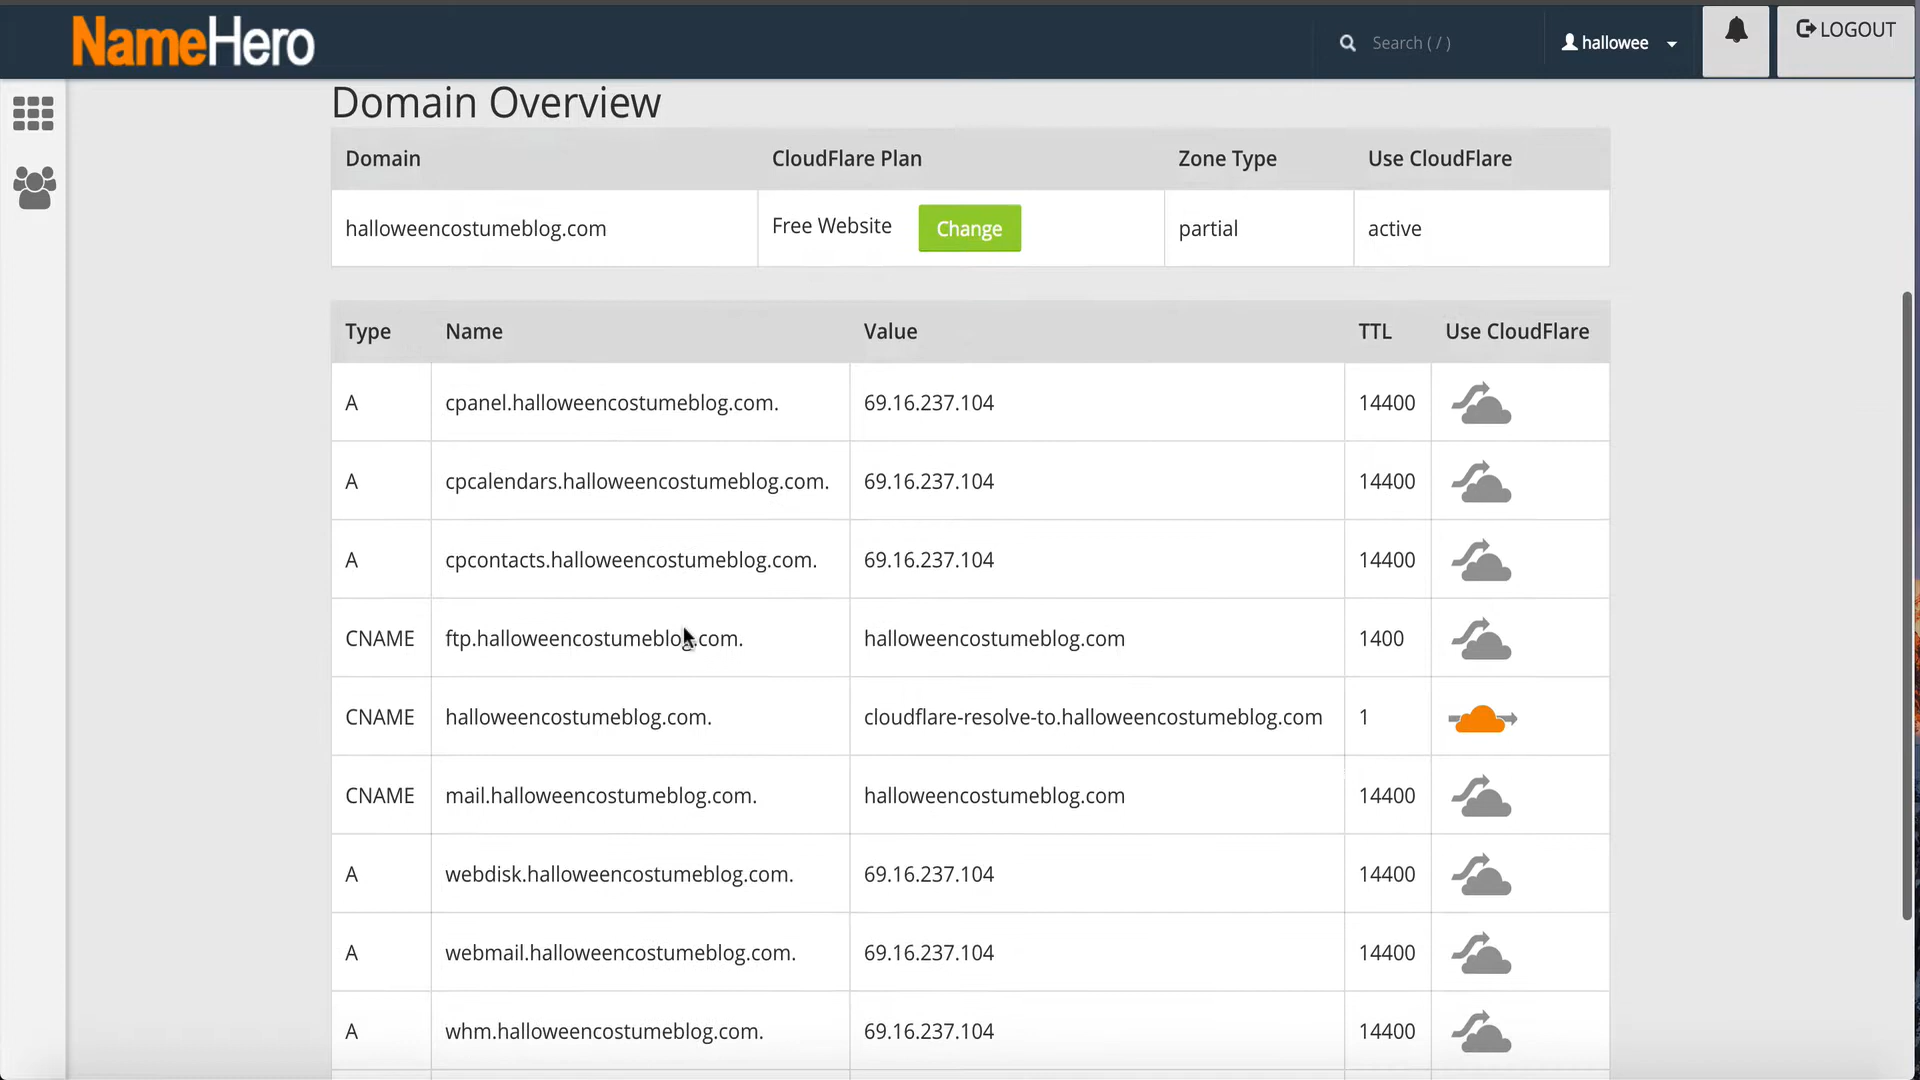 NameHero
Search ( / )
hallowee
LOGOUT
Domain Overview
Domain CloudFlare Plan Zone Type Use CloudFlare
halloweencostumeblog.com Free Website Change partial active
Type Name Value TTL Use CloudFlare
A cpanel.halloweencostumeblog.com. 69.16.237.104 14400
A cpcalendars.halloweencostumeblog.com. 69.16.237.104 14400
A cpcontacts.halloweencostumeblog.com. 69.16.237.104 14400
CNAME ftp.halloweencostumeblog.com. halloweencostumeblog.com 1400
CNAME halloweencostumeblog.com. cloudflare-resolve-to.halloweencostumeblog.com 1
CNAME mail.halloweencostumeblog.com. halloweencostumeblog.com 14400
A webdisk.halloweencostumeblog.com. 69.16.237.104 14400
A webmail.halloweencostumeblog.com. 69.16.237.104 14400
A whm.halloweencostumeblog.com. 69.16.237.104 14400